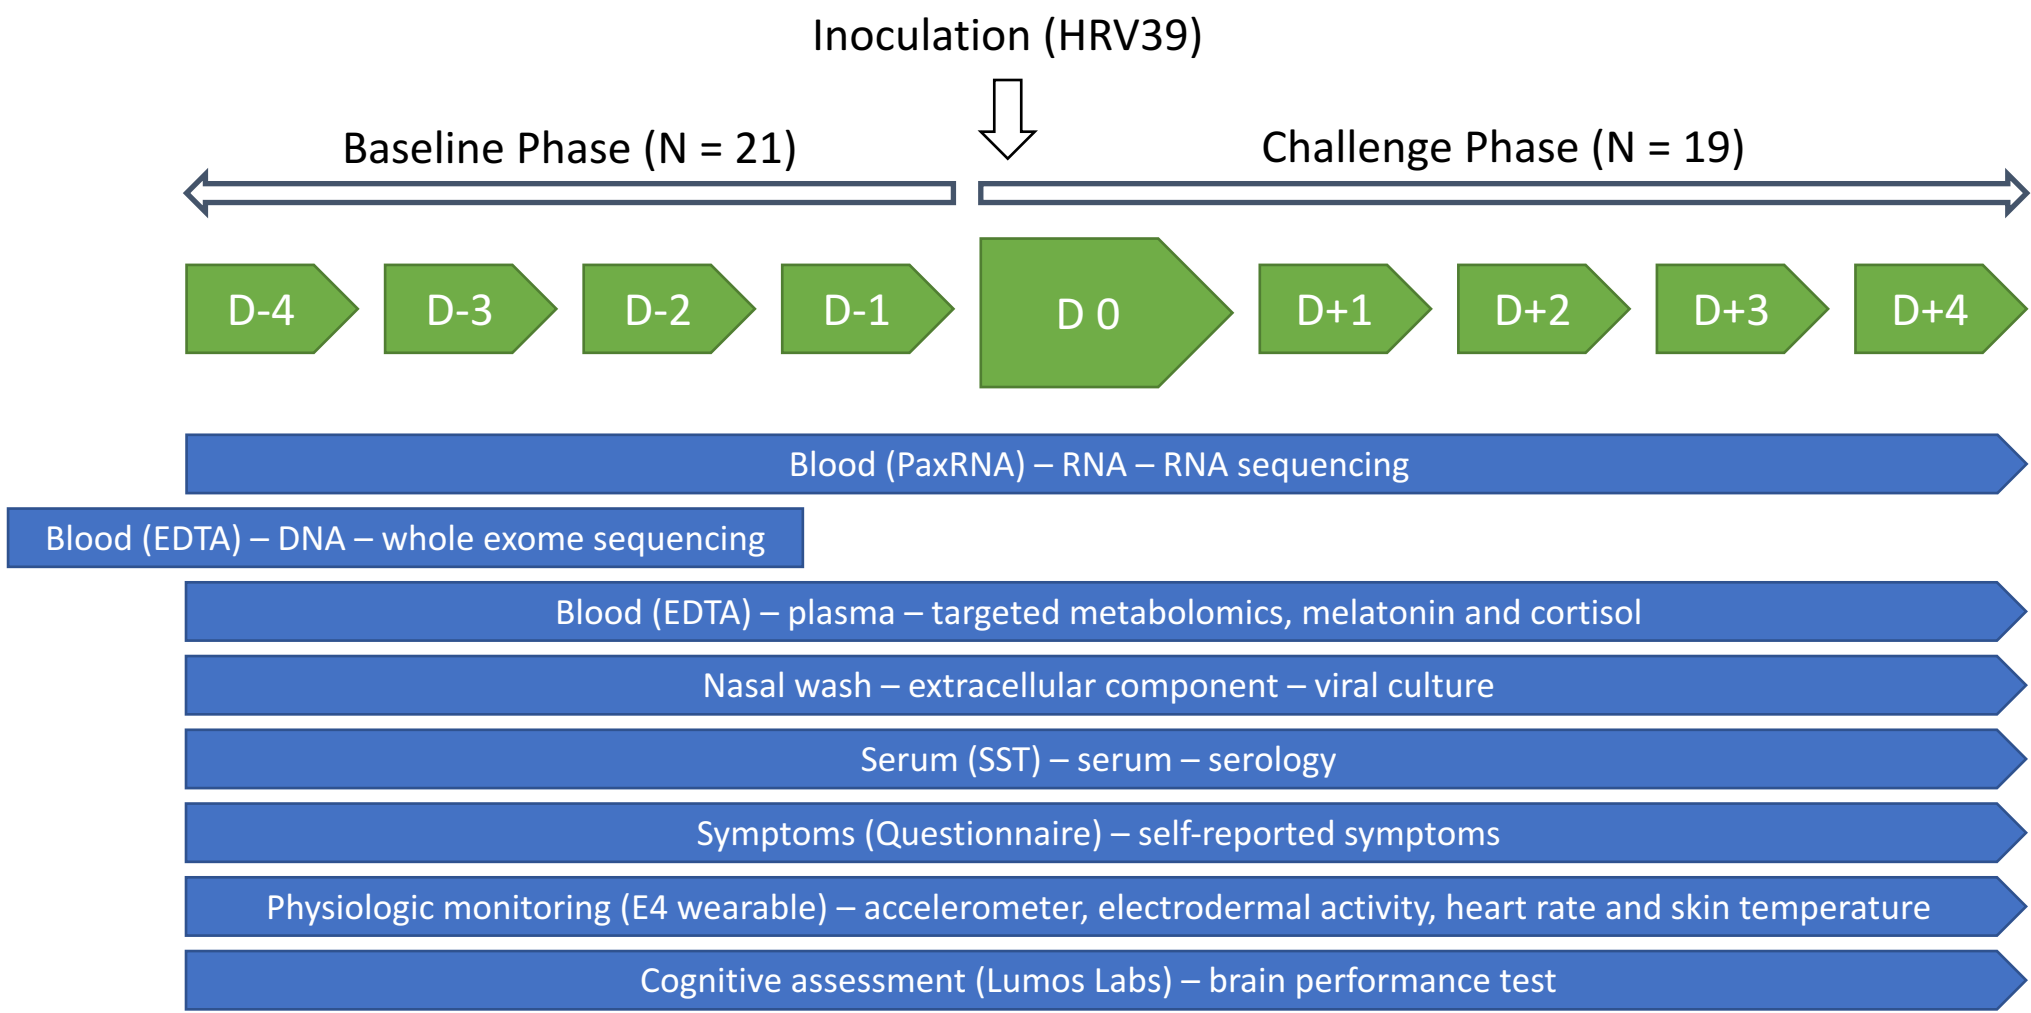 Inoculation (HRV39)
Baseline Phase (N = 21)
Challenge Phase (N = 19)
D-4
D-3
D-2
D-1
D 0
D+1
D+2
D+3
D+4
Blood (PaxRNA) – RNA – RNA sequencing
Blood (EDTA) – DNA – whole exome sequencing
Blood (EDTA) – plasma – targeted metabolomics, melatonin and cortisol
Nasal wash – extracellular component – viral culture
Serum (SST) – serum – serology
Symptoms (Questionnaire) – self-reported symptoms
Physiologic monitoring (E4 wearable) – accelerometer, electrodermal activity, heart rate and skin temperature
Cognitive assessment (Lumos Labs) – brain performance test